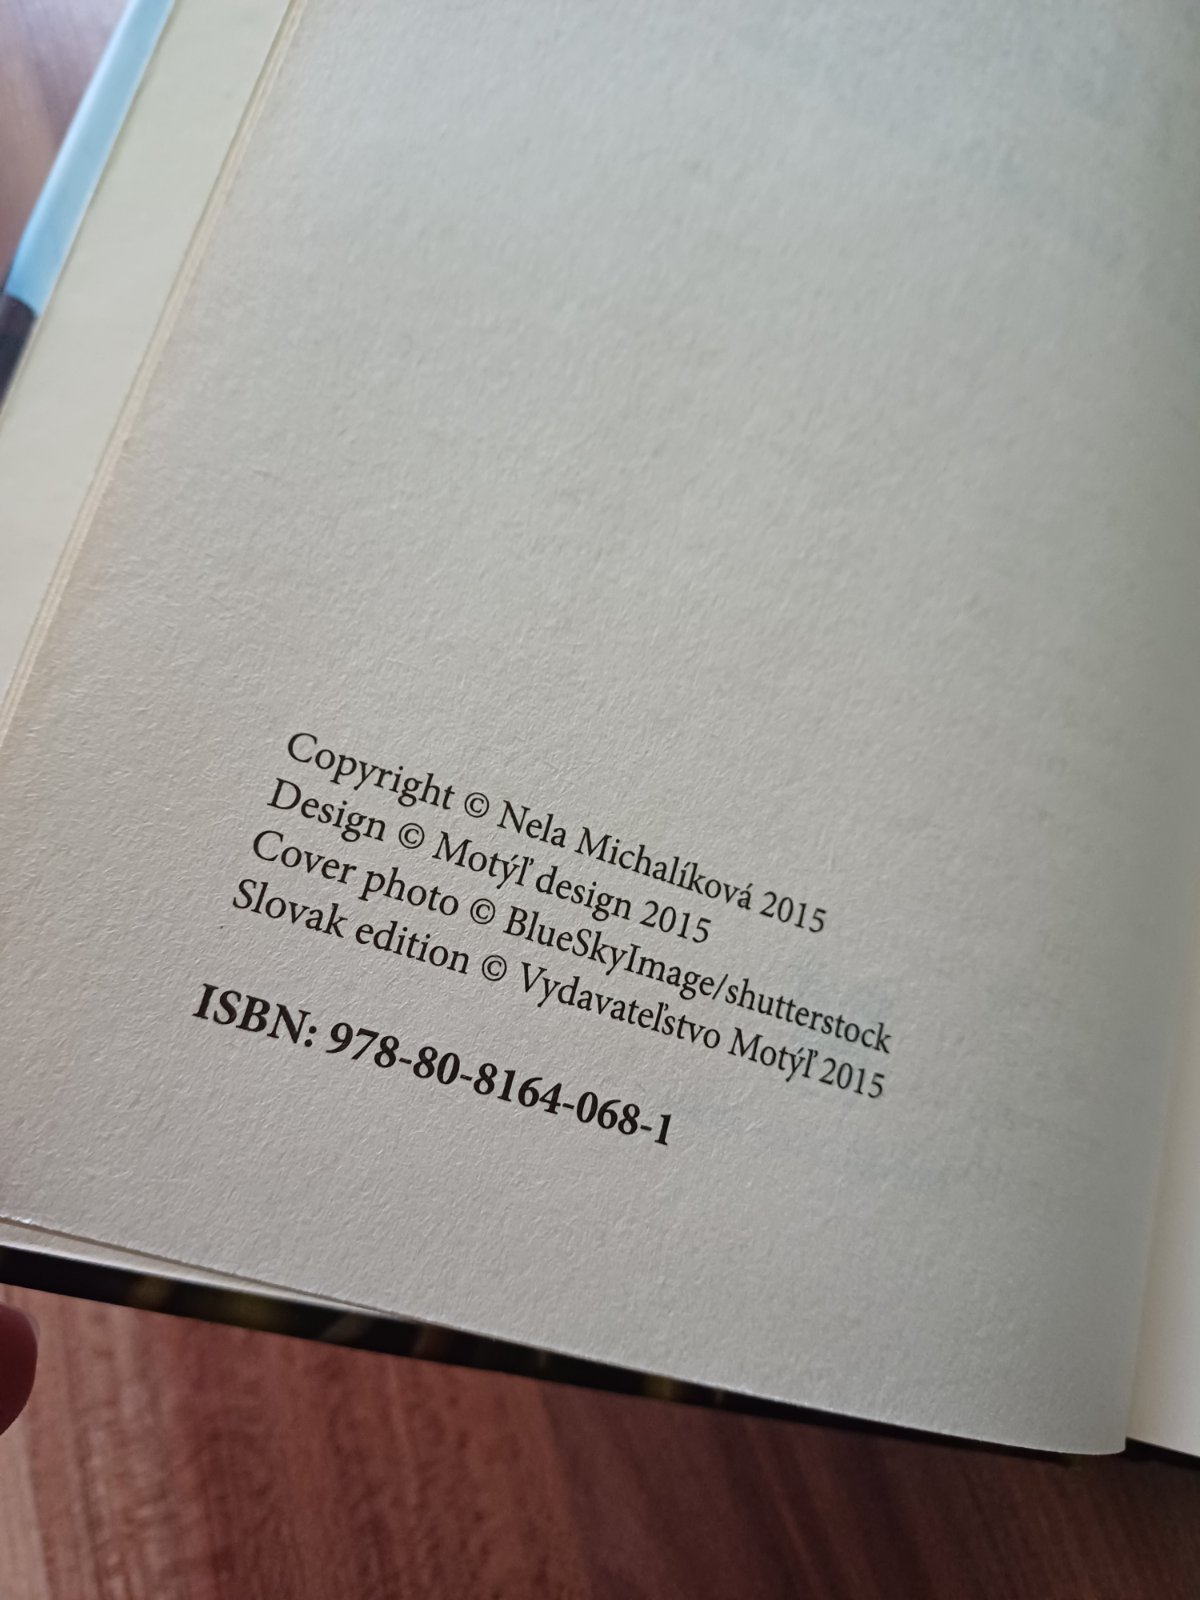 Copyright © Nela Michalíková 2015
Design © Motýľ design 2015
Cover photo © BlueSkyImage/shutterstock
Slovak edition © Vydavateľstvo Motýľ 2015
ISBN: 978-80-8164-068-1